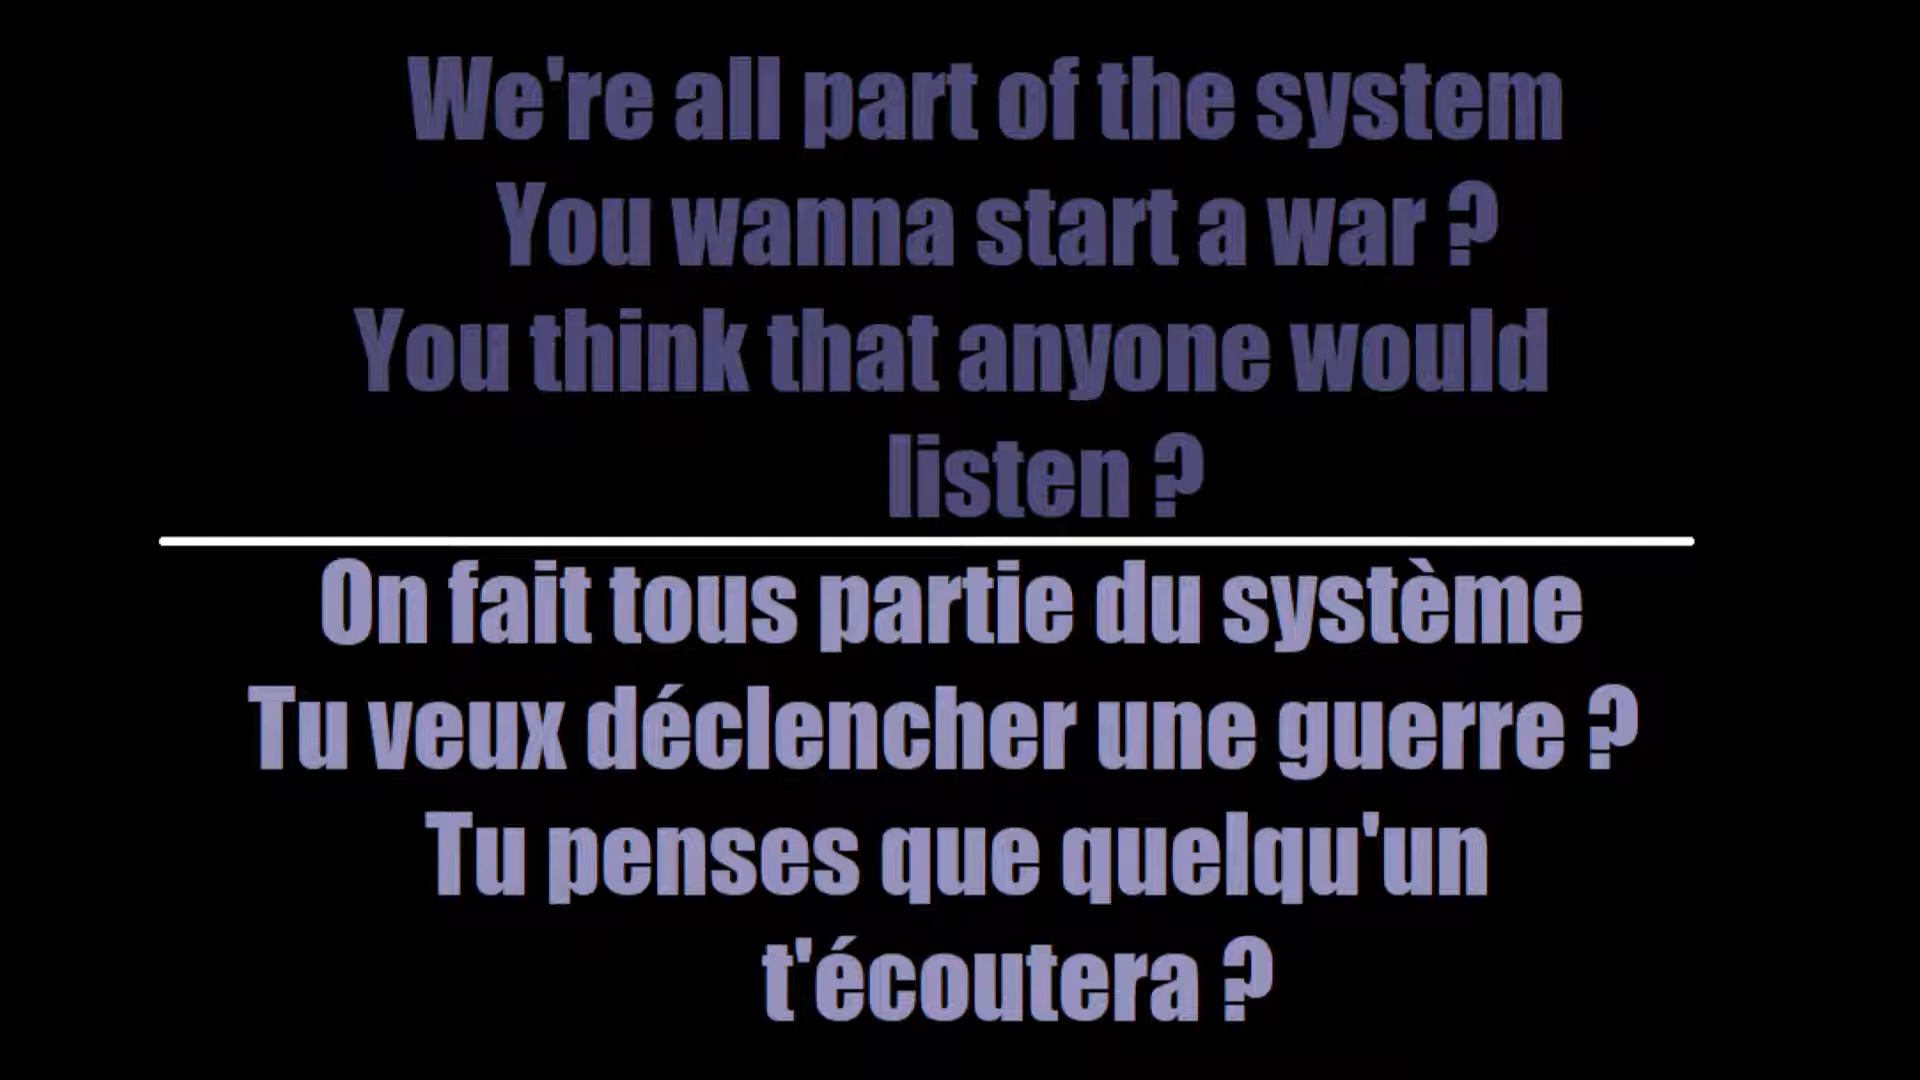 We're all part of the system
You wanna start a war ?
You think that anyone would
listen ?
On fait tous partie du système
Tu veux déclencher une guerre ?
Tu penses que quelqu'un
t'écoutera ?